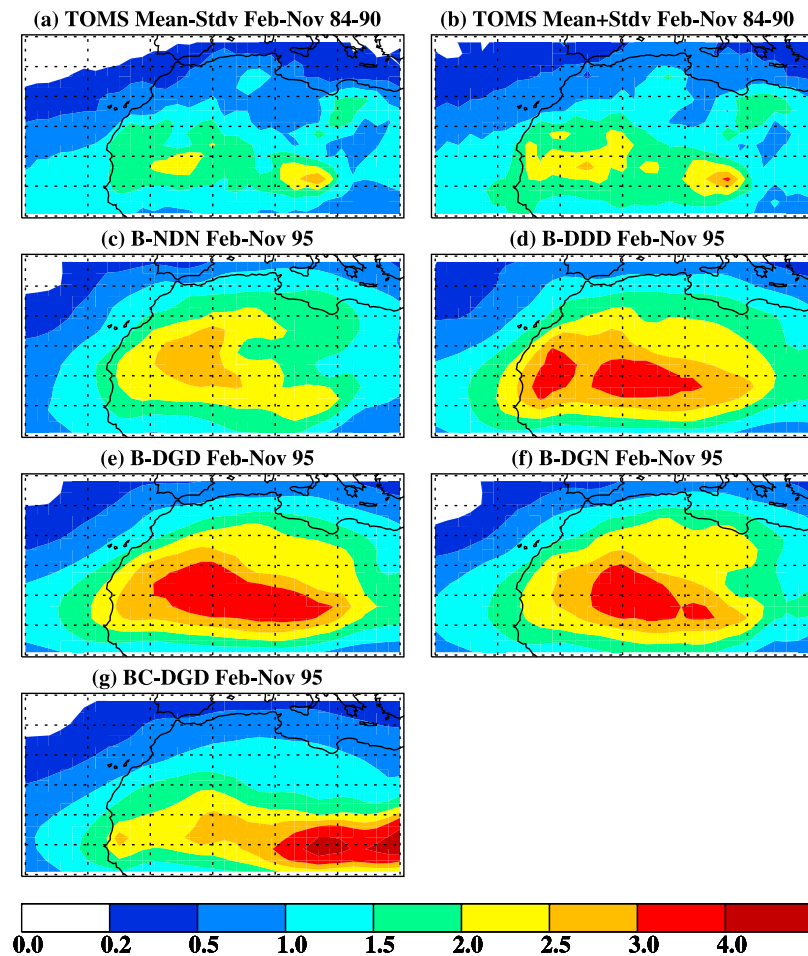 (a) TOMS Mean-Stdv Feb-Nov 84-90
(b) TOMS Mean+Stdv Feb-Nov 84-90
(c) B-NDN Feb-Nov 95
(d) B-DDD Feb-Nov 95
(e) B-DGD Feb-Nov 95
(f) B-DGN Feb-Nov 95
(g) BC-DGD Feb-Nov 95
0.0 0.2 0.5 1.0 1.5 2.0 2.5 3.0 4.0